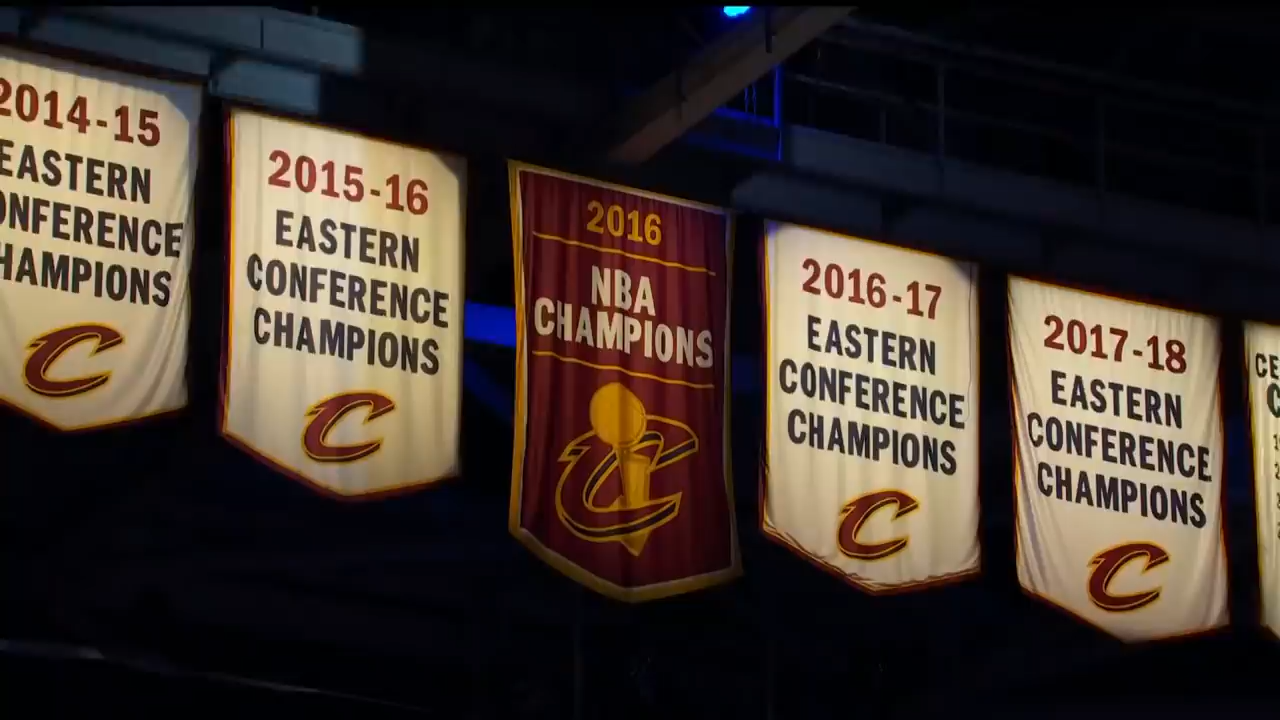 2014-15
EASTERN
ONFERENCE
HAMPIONS
2015-16
EASTERN
CONFERENCE
CHAMPIONS
2016
NBA
CHAMPIONS
2016-17
EASTERN
CONFERENCE
CHAMPIONS
2017-18
EASTERN
CONFERENCE
CHAMPIONS
CE
C